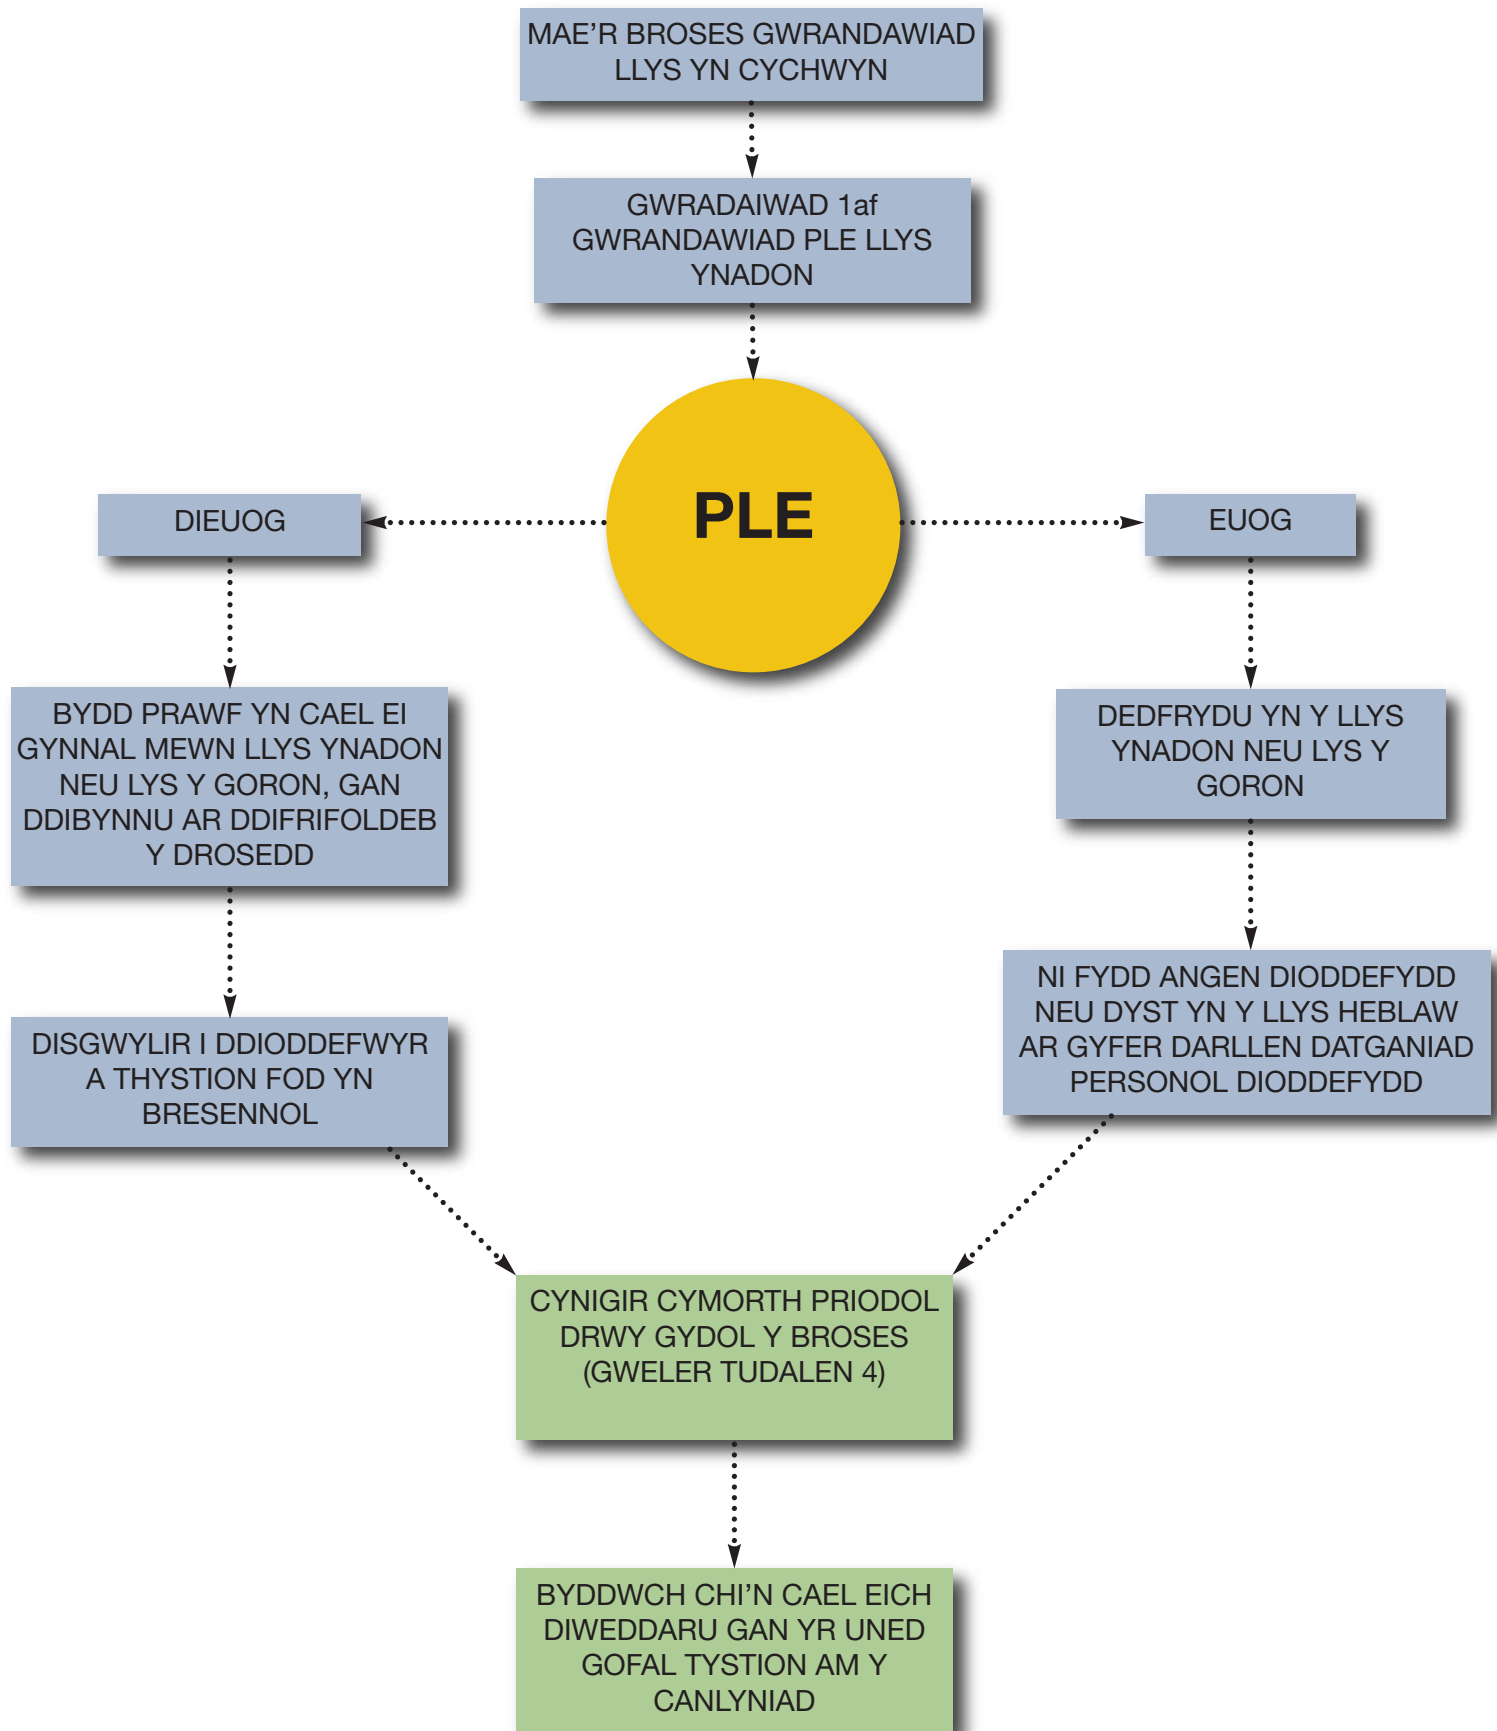 MAE’R BROSES GWRANDAWIAD
LLYS YN CYCHWYN
GWRADAIWAD 1af
GWRANDAWIAD PLE LLYS
YNADON
PLE
DIEUOG
EUOG
BYDD PRAWF YN CAEL EI
GYNNAL MEWN LLYS YNADON
NEU LYS Y GORON, GAN
DDIBYNNU AR DDIFRIFOLDEB
Y DROSEDD
DEDFRYDU YN Y LLYS
YNADON NEU LYS Y
GORON
DISGWYLIR I DDIODDEFWYR
A THYSTION FOD YN
BRESENNOL
NI FYDD ANGEN DIODDEFYDD
NEU DYST YN Y LLYS HEBLAW
AR GYFER DARLLEN DATGANIAD
PERSONOL DIODDEFYDD
CYNIGIR CYMORTH PRIODOL
DRWY GYDOL Y BROSES
(GWELER TUDALEN 4)
BYDDWCH CHI’N CAEL EICH
DIWEDDARU GAN YR UNED
GOFAL TYSTION AM Y
CANLYNIAD